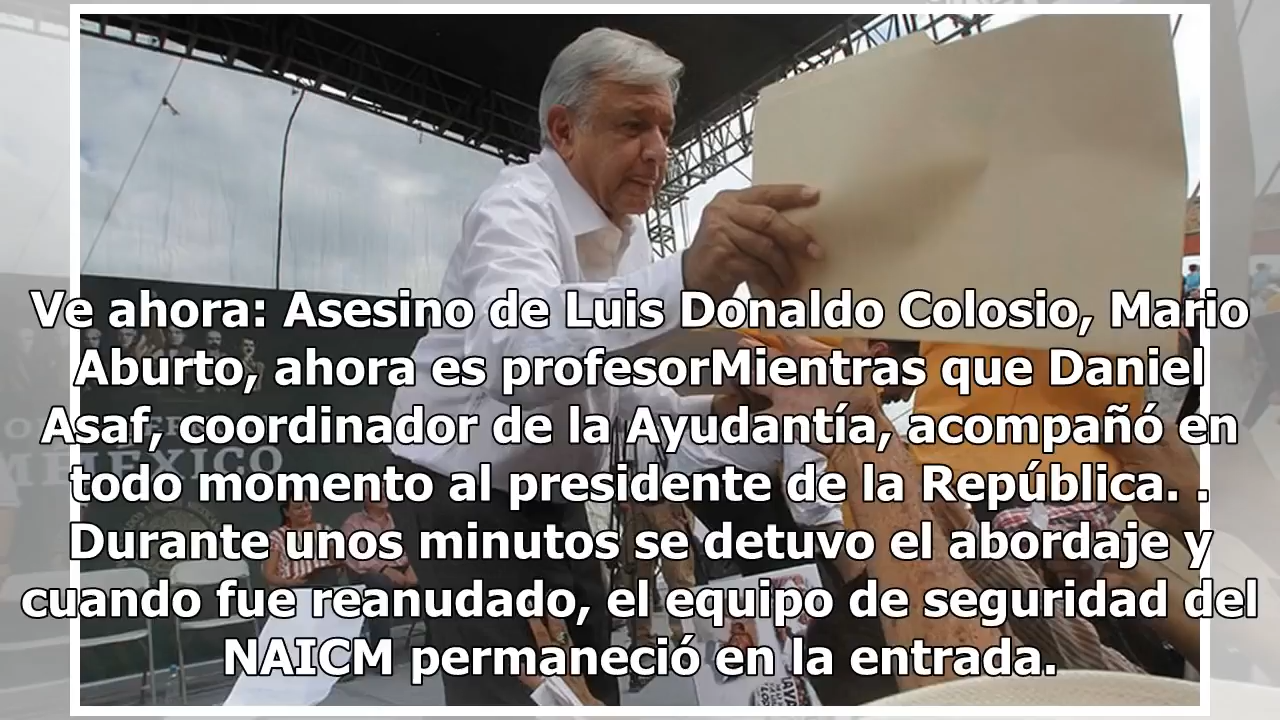 Ve ahora: Asesino de Luis Donaldo Colosio, Mario
Aburto, ahora es profesorMientras que Daniel
Asaf, coordinador de la Ayudantía, acompañó en
todo momento al presidente de la República. .
Durante unos minutos se detuvo el abordaje y
cuando fue reanudado, el equipo de seguridad del
NAICM permaneció en la entrada.
MÉXICO